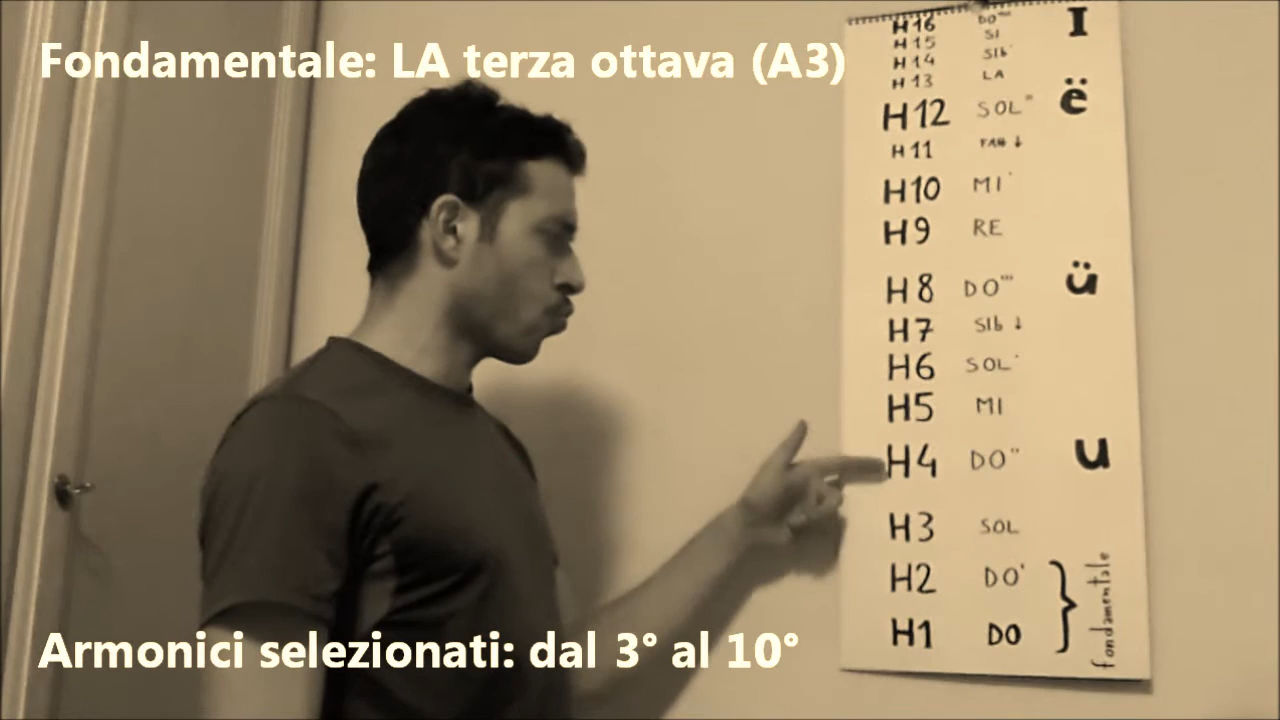 Fondamentale: LA terza ottava (A3)
H16 DO'''' I
H15 SI
H14 SIb'
H13 LA
H12 SOL'' ë
H11 FA# ↓
H10 MI'
H9 RE
H8 DO''' ü
H7 SIb ↓
H6 SOL'
H5 MI
H4 DO'' u
H3 SOL
H2 DO'
H1 DO
fondamentale
Armonici selezionati: dal 3° al 10°